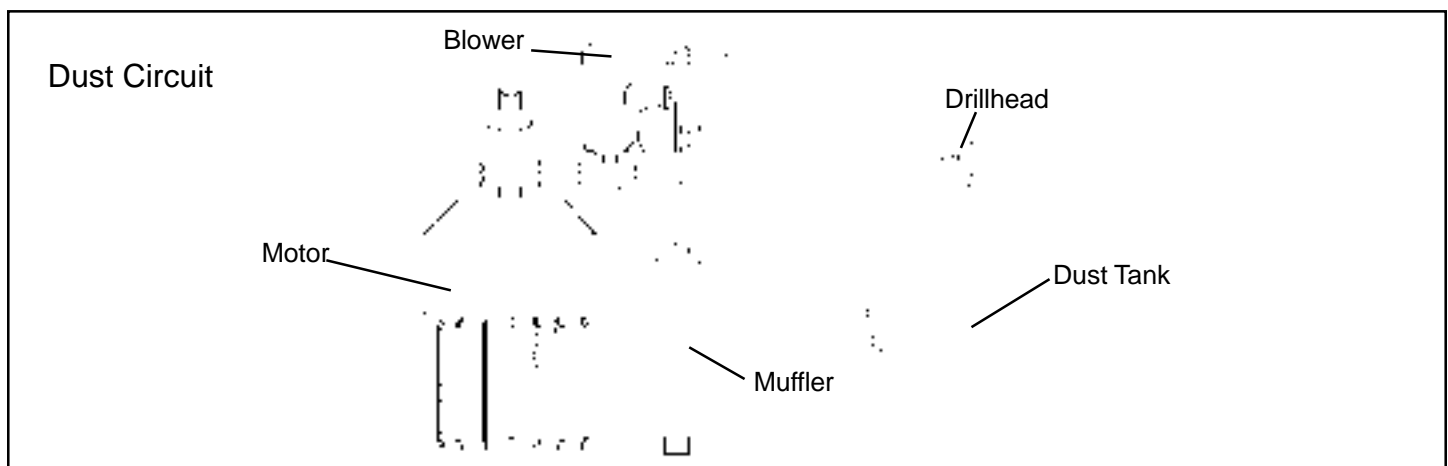 Dust Circuit
Blower
Drillhead
Motor
Dust Tank
Muffler